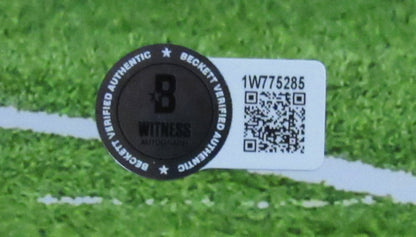 ★ BECKETT VERIFIED AUTHENTIC ★ BECKETT VERIFIED AUTHENTIC
B
WITNESS
AUTOGRAPH
1W775285